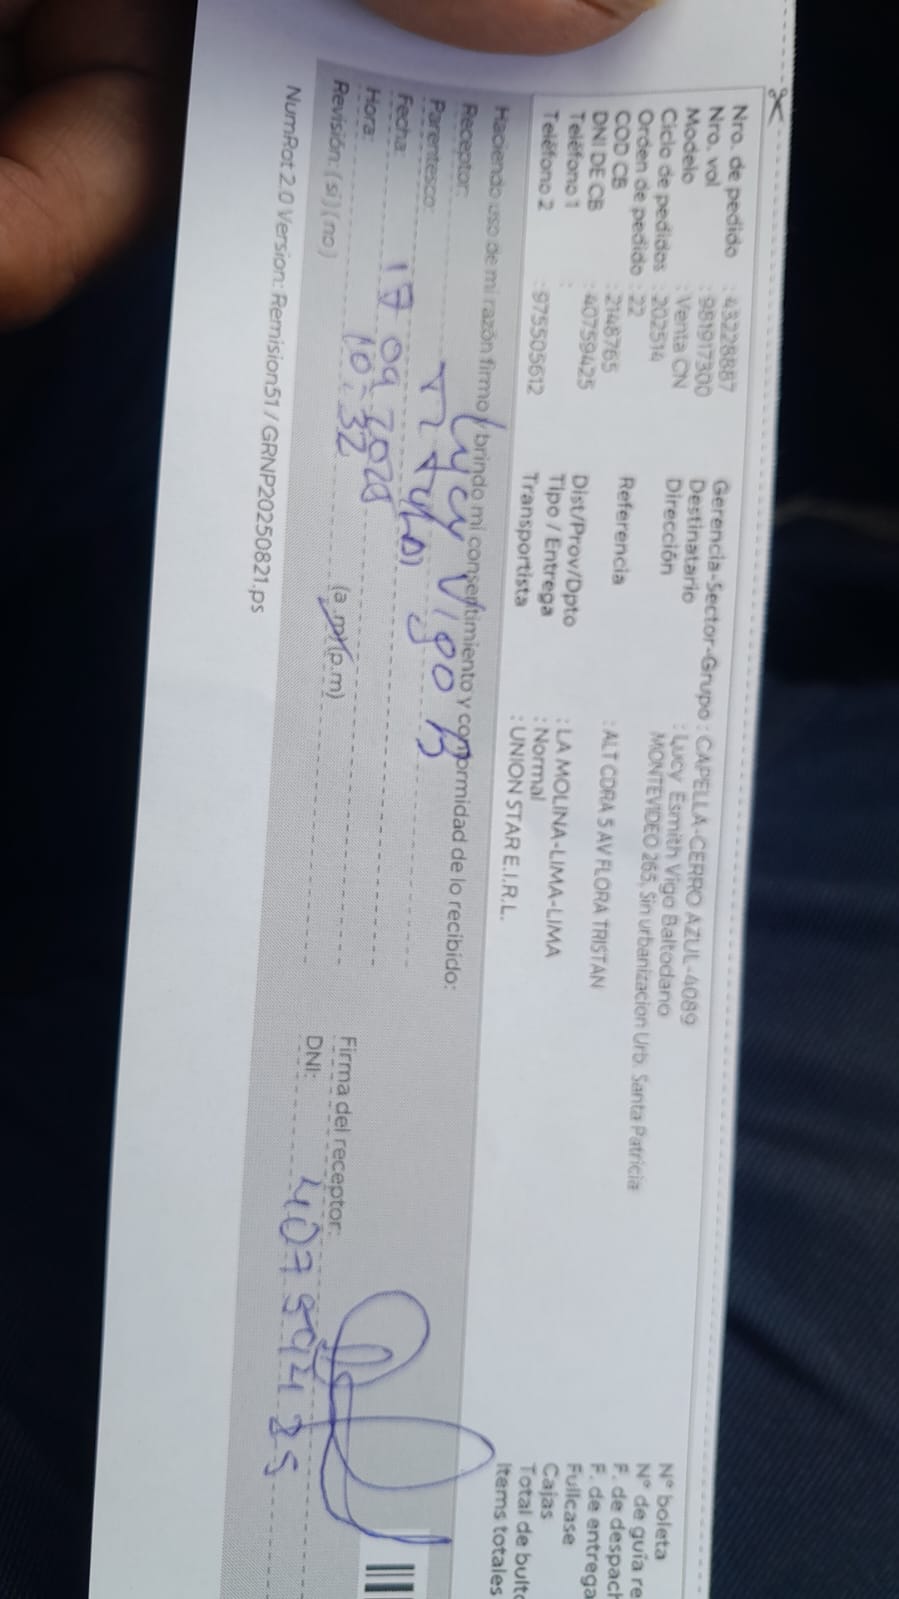 Nro. de pedido : 43228887
Nro. vol : 981917300
Modelo : Venta CN
Ciclo de pedidos : 202514
Orden de pedido : 22
COD CB : 2148765
DNI DE CB : 40759425
Teléfono 1 :
Teléfono 2 : 975505612
Gerencia-Sector-Grupo : CAPELLA-CERRO AZUL-4089
Destinatario : Lucy Esmith Vigo Baltodano
Dirección MONTEVIDEO 265, Sin urbanizacion Urb. Santa Patricia
Referencia : ALT CDRA 5 AV FLORA TRISTAN
Dist/Prov/Dpto : LA MOLINA-LIMA-LIMA
Tipo / Entrega : Normal
Transportista : UNION STAR E.I.R.L.
N° boleta
N° de guía re
F. de despach
F. de entrega
Fullcase
Cajas
Total de bulto
Items totales
Haciendo uso de mi razón firmo y brindo mi consentimiento y conformidad de lo recibido:
Receptor: Lucy Vigo B
Parentesco: Titular
Fecha: 17 09 2025
Hora: 10:32 (a.m)(p.m)
Revisión: (si) (no)
Firma del receptor:
DNI: 40759425
NumRot 2.0 Version: Remision51 / GRNP20250821.ps